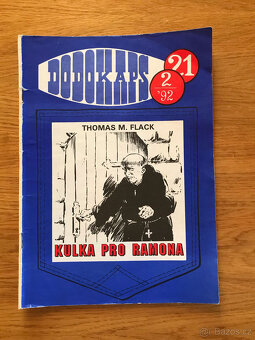 DODOKAPS
21
2
'92
THOMAS M. FLACK
KULKA PRO RAMONA